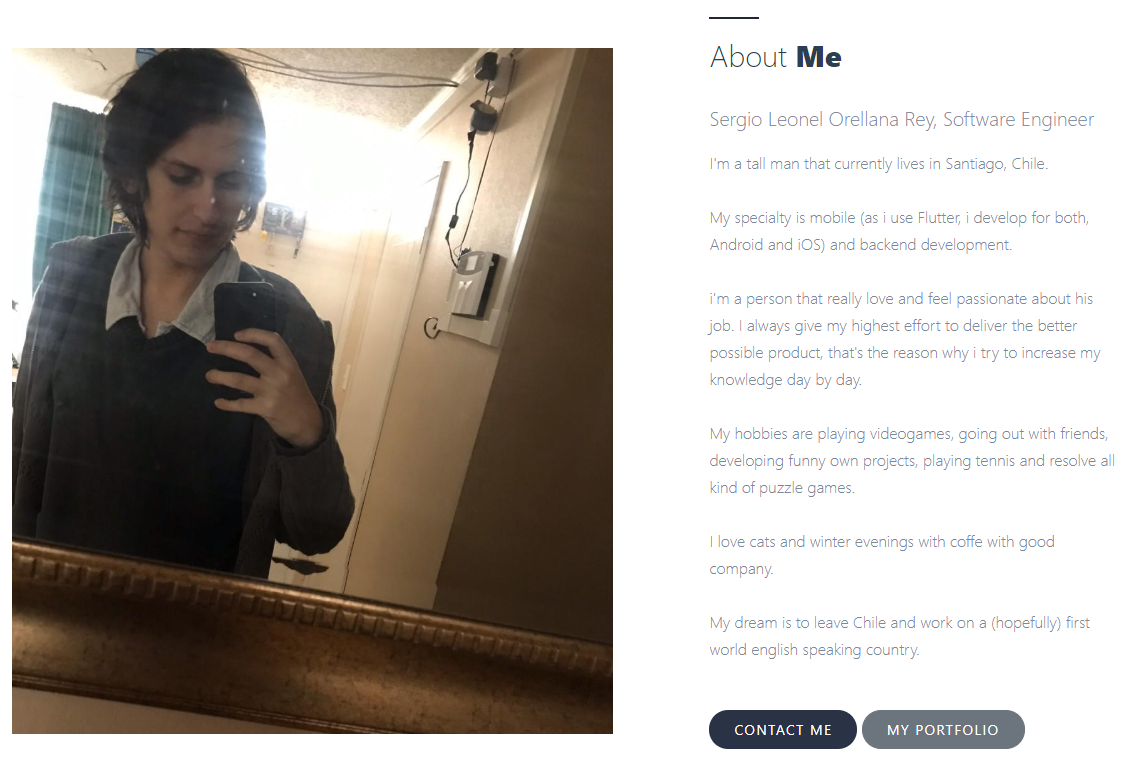 About Me
Sergio Leonel Orellana Rey, Software Engineer
I'm a tall man that currently lives in Santiago, Chile.
My specialty is mobile (as i use Flutter, i develop for both,
Android and iOS) and backend development.
i'm a person that really love and feel passionate about his
job. I always give my highest effort to deliver the better
possible product, that's the reason why i try to increase my
knowledge day by day.
My hobbies are playing videogames, going out with friends,
developing funny own projects, playing tennis and resolve all
kind of puzzle games.
I love cats and winter evenings with coffe with good
company.
My dream is to leave Chile and work on a (hopefully) first
world english speaking country.
CONTACT ME
MY PORTFOLIO